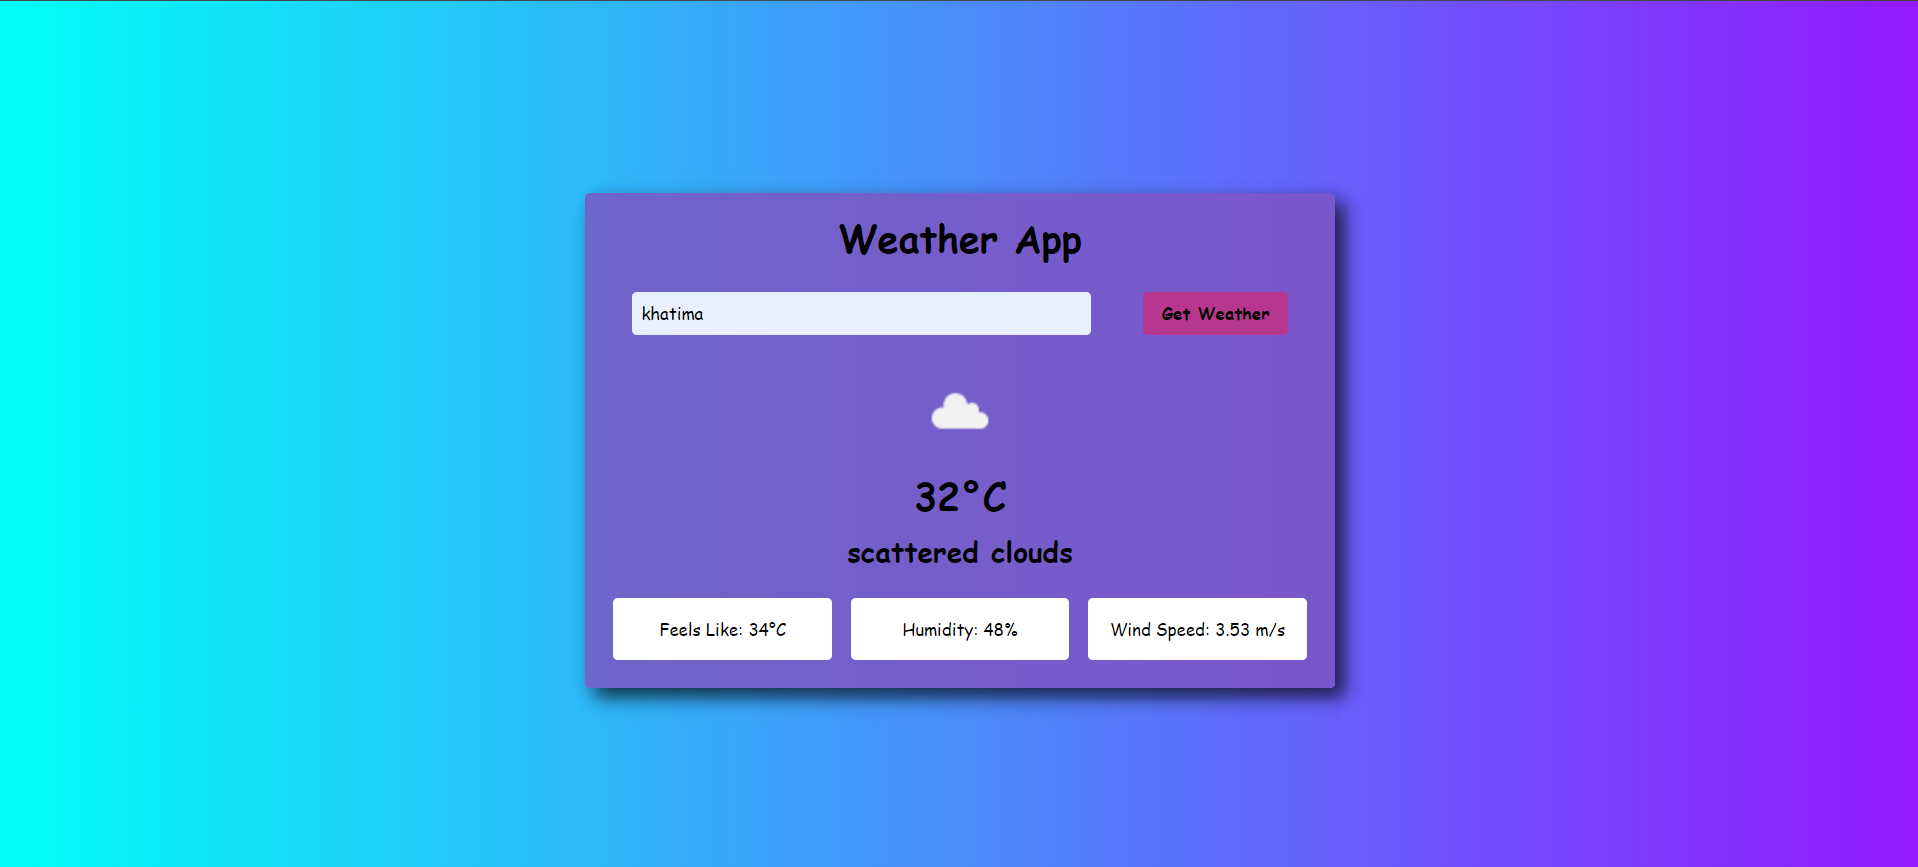 Weather App
khatima
Get Weather
32°C
scattered clouds
Feels Like: 34°C
Humidity: 48%
Wind Speed: 3.53 m/s